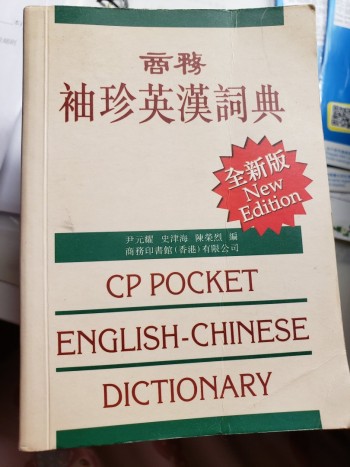 商務
袖珍英漢詞典
全新版
New
Edition
尹元耀 史津海 陳榮烈 編
商務印書館(香港)有限公司
CP POCKET
ENGLISH-CHINESE
DICTIONARY